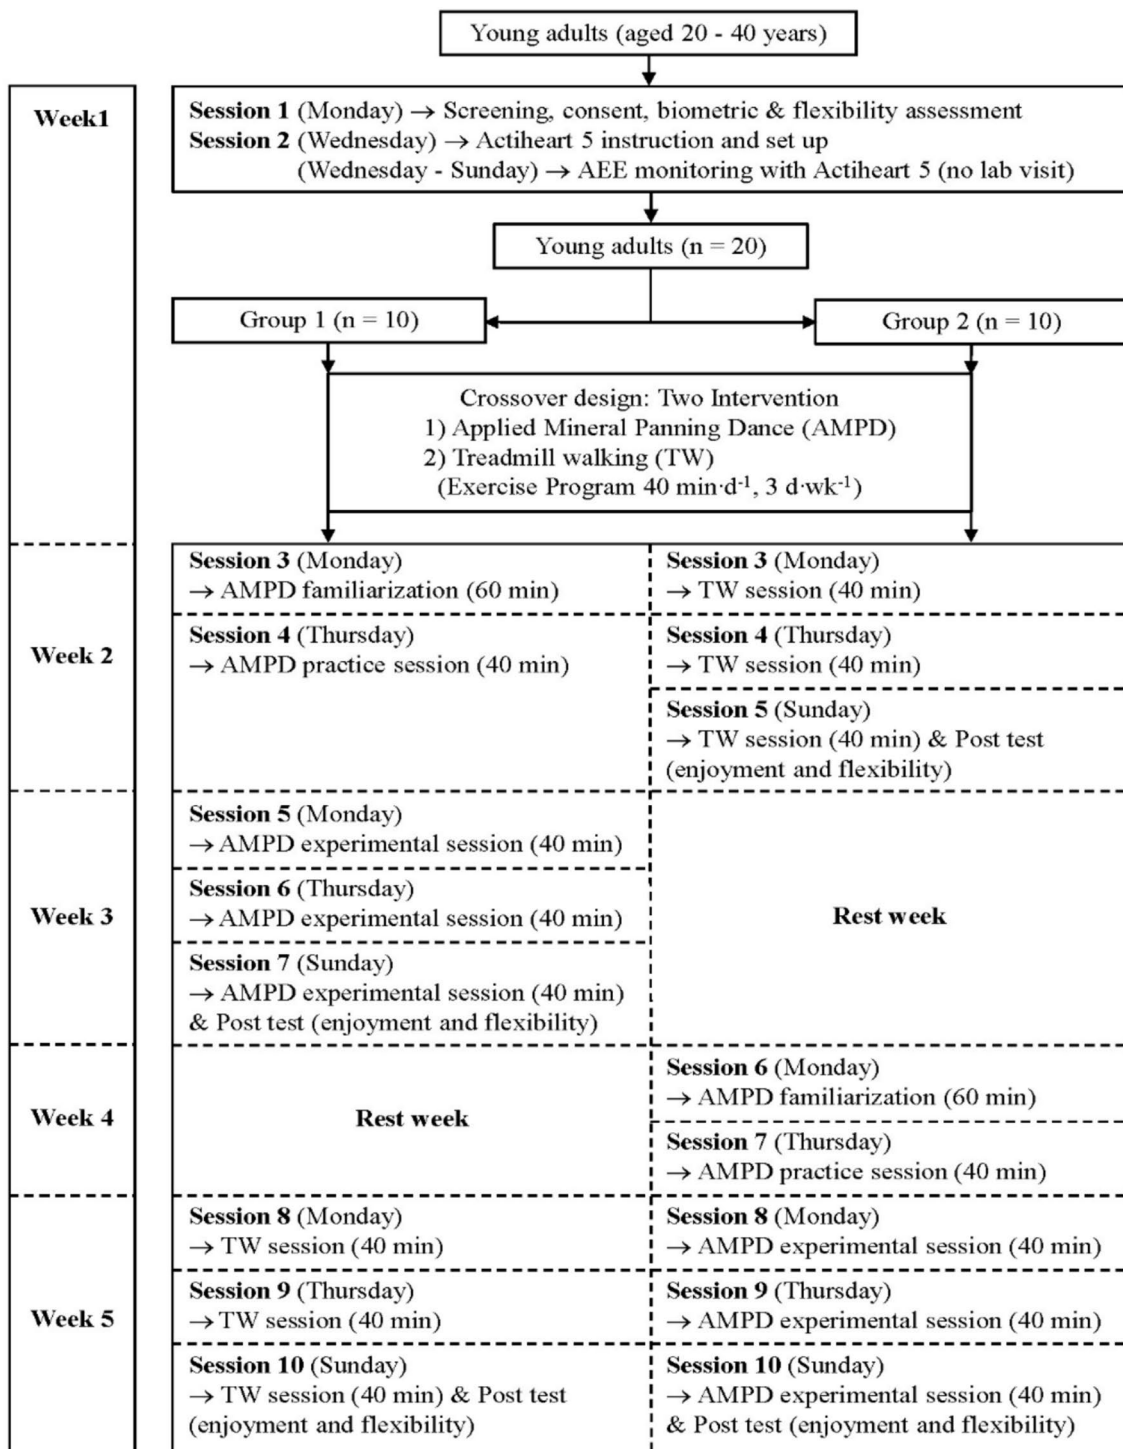 Young adults (aged 20 - 40 years)
Week1
Session 1 (Monday) → Screening, consent, biometric & flexibility assessment
Session 2 (Wednesday) → Actiheart 5 instruction and set up
(Wednesday - Sunday) → AEE monitoring with Actiheart 5 (no lab visit)
Young adults (n = 20)
Group 1 (n = 10)
Group 2 (n = 10)
Crossover design: Two Intervention
1) Applied Mineral Panning Dance (AMPD)
2) Treadmill walking (TW)
(Exercise Program 40 min·d⁻¹, 3 d·wk⁻¹)
Week 2
Session 3 (Monday)
→ AMPD familiarization (60 min)
Session 4 (Thursday)
→ AMPD practice session (40 min)
Session 3 (Monday)
→ TW session (40 min)
Session 4 (Thursday)
→ TW session (40 min)
Session 5 (Sunday)
→ TW session (40 min) & Post test
(enjoyment and flexibility)
Week 3
Session 5 (Monday)
→ AMPD experimental session (40 min)
Session 6 (Thursday)
→ AMPD experimental session (40 min)
Session 7 (Sunday)
→ AMPD experimental session (40 min)
& Post test (enjoyment and flexibility)
Rest week
Week 4
Rest week
Session 6 (Monday)
→ AMPD familiarization (60 min)
Session 7 (Thursday)
→ AMPD practice session (40 min)
Week 5
Session 8 (Monday)
→ TW session (40 min)
Session 9 (Thursday)
→ TW session (40 min)
Session 10 (Sunday)
→ TW session (40 min) & Post test
(enjoyment and flexibility)
Session 8 (Monday)
→ AMPD experimental session (40 min)
Session 9 (Thursday)
→ AMPD experimental session (40 min)
Session 10 (Sunday)
→ AMPD experimental session (40 min)
& Post test (enjoyment and flexibility)